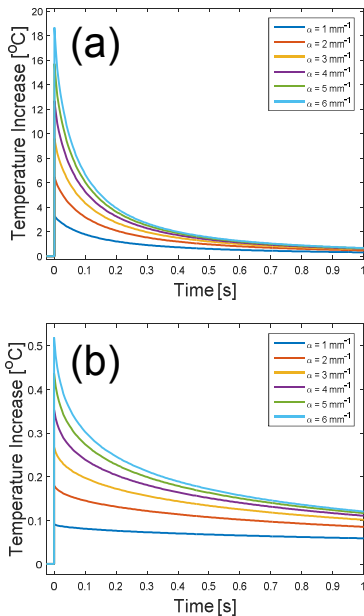 (a)
Temperature Increase [°C]
20
18
16
14
12
10
8
6
4
2
0
α = 1 mm⁻¹
α = 2 mm⁻¹
α = 3 mm⁻¹
α = 4 mm⁻¹
α = 5 mm⁻¹
α = 6 mm⁻¹
0 0.1 0.2 0.3 0.4 0.5 0.6 0.7 0.8 0.9 1
Time [s]
(b)
Temperature Increase [°C]
0.5
0.4
0.3
0.2
0.1
0
α = 1 mm⁻¹
α = 2 mm⁻¹
α = 3 mm⁻¹
α = 4 mm⁻¹
α = 5 mm⁻¹
α = 6 mm⁻¹
0 0.1 0.2 0.3 0.4 0.5 0.6 0.7 0.8 0.9 1
Time [s]